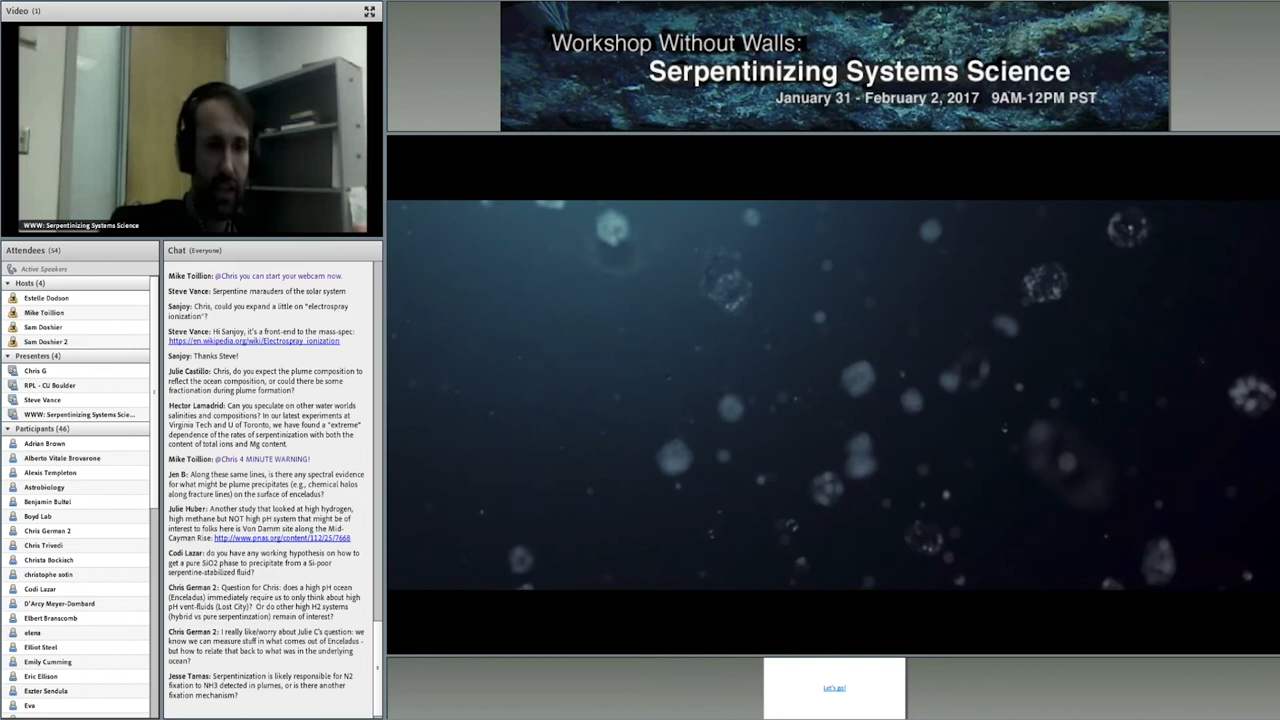 Video (1)
WWW: Serpentinizing Systems Science
Workshop Without Walls:
Serpentinizing Systems Science
January 31 - February 2, 2017 9AM-12PM PST
Attendees (54)
Active Speakers
Hosts (4)
Estelle Dodson
Mike Toillion
Sam Doshier
Sam Doshier 2
Presenters (4)
Chris G
RPL - CU Boulder
Steve Vance
WWW: Serpentinizing Systems Scie...
Participants (46)
Adrian Brown
Alberto Vitale Brovarone
Alexis Templeton
Astrobiology
Benjamin Bultel
Boyd Lab
Chris German 2
Chris Trivedi
Christa Bockisch
christophe sotin
Codi Lazar
D'Arcy Meyer-Dombard
Elbert Branscomb
elena
Elliot Steel
Emily Cumming
Eric Ellison
Eszter Sendula
Eva
Chat (Everyone)
Mike Toillion: @Chris you can start your webcam now.
Steve Vance: Serpentine marauders of the solar system
Sanjoy: Chris, could you expand a little on "electrospray
ionization"?
Steve Vance: Hi Sanjoy, it's a front-end to the mass-spec:
https://en.wikipedia.org/wiki/Electrospray_ionization
Sanjoy: Thanks Steve!
Julie Castillo: Chris, do you expect the plume composition to
reflect the ocean composition, or could there be some
fractionation during plume formation?
Hector Lamadrid: Can you speculate on other water worlds
salinities and compositions? In our latest experiments at
Virginia Tech and U of Toronto, we have found a "extreme"
dependence of the rates of serpentinization with both the
content of total ions and Mg content.
Mike Toillion: @Chris 4 MINUTE WARNING!
Jen B: Along these same lines, is there any spectral evidence
for what might be plume precipitates (e.g., chemical halos
along fracture lines) on the surface of enceladus?
Julie Huber: Another study that looked at high hydrogen,
high methane but NOT high pH system that might be of
interest to folks here is Von Damm site along the Mid-
Cayman Rise: http://www.pnas.org/content/112/25/7668
Codi Lazar: do you have any working hypothesis on how to
get a pure SiO2 phase to precipitate from a Si-poor
serpentine-stabilized fluid?
Chris German 2: Question for Chris: does a high pH ocean
(Enceladus) immediately require us to only think about high
pH vent-fluids (Lost City)? Or do other high H2 systems
(hybrid vs pure serpentinzation) remain of interest?
Chris German 2: I really like/worry about Julie C's question: we
know we can measure stuff in what comes out of Enceladus -
but how to relate that back to what was in the underlying
ocean?
Jesse Tarnas: Serpentinization is likely responsible for N2
fixation to NH3 detected in plumes, or is there another
fixation mechanism?
Let's go!